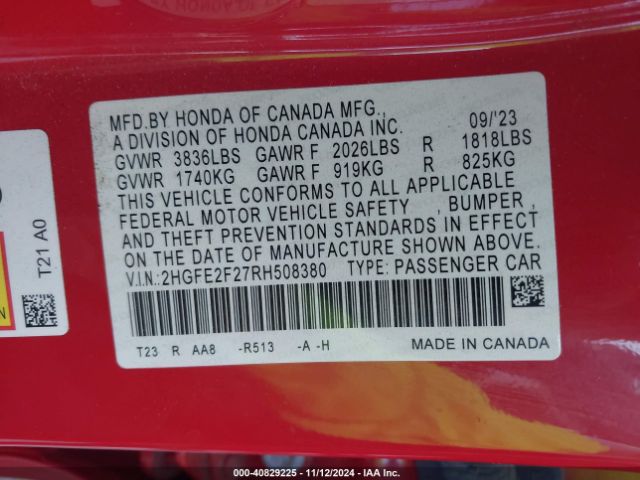 MFD.BY HONDA OF CANADA MFG., 09/'23
A DIVISION OF HONDA CANADA INC.
GVWR 3836LBS GAWR F 2026LBS R 1818LBS
GVWR 1740KG GAWR F 919KG R 825KG
THIS VEHICLE CONFORMS TO ALL APPLICABLE
FEDERAL MOTOR VEHICLE SAFETY , BUMPER ,
AND THEFT PREVENTION STANDARDS IN EFFECT
ON THE DATE OF MANUFACTURE SHOWN ABOVE.
V.I.N.:2HGFE2F27RH508380 TYPE: PASSENGER CAR
T23 R AA8 -R513 -A -H MADE IN CANADA
T21 A0
00-40829225 - 11/12/2024 - IAA Inc.